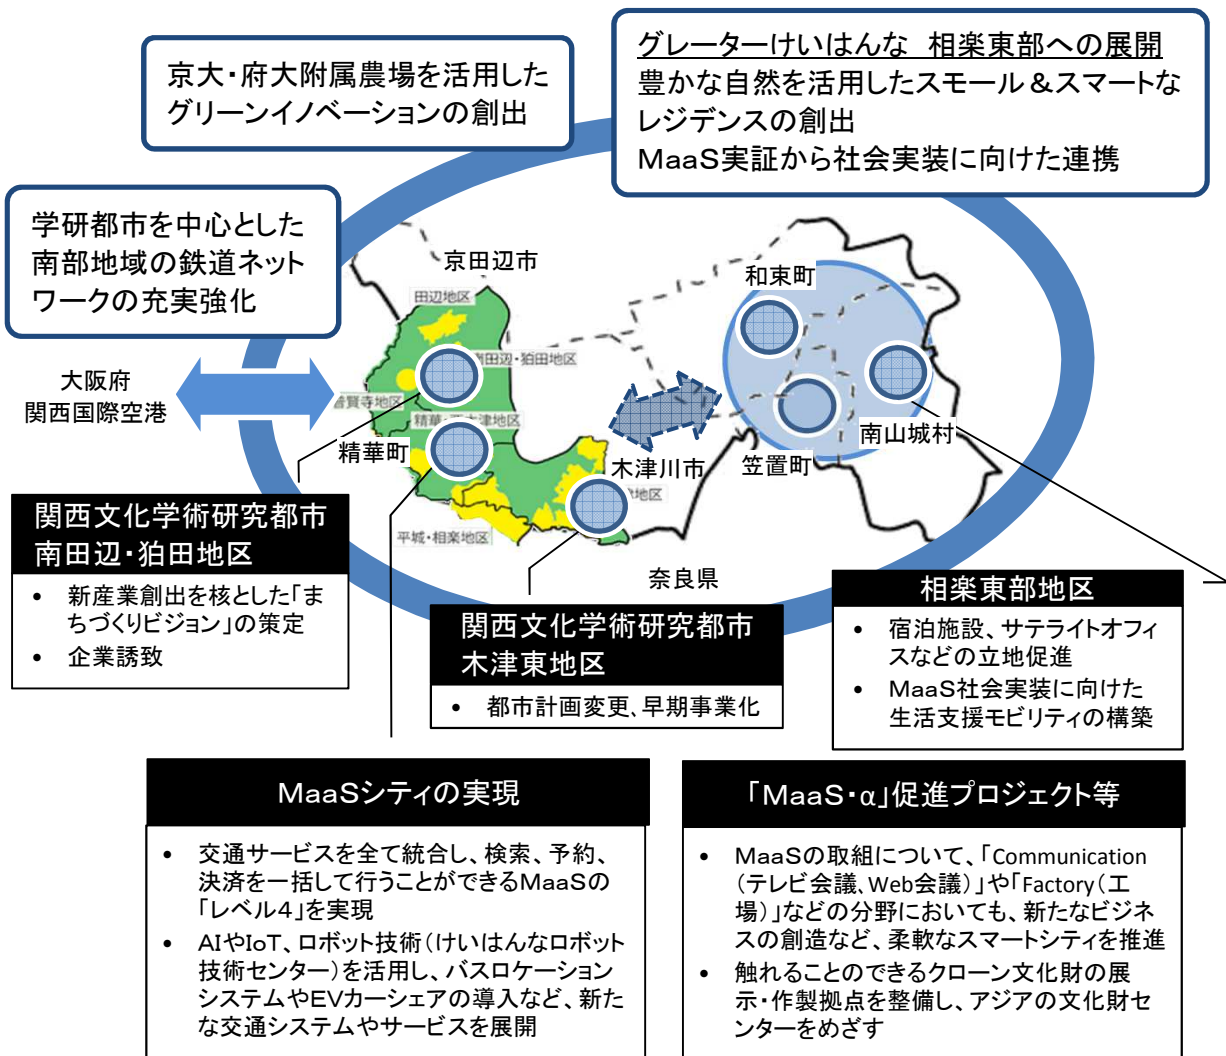 京大・府大附属農場を活用した
グリーンイノベーションの創出
グレーターけいはんな　相楽東部への展開
豊かな自然を活用したスモール＆スマートな
レジデンスの創出
MaaS実証から社会実装に向けた連携
学研都市を中心とした
南部地域の鉄道ネット
ワークの充実強化
大阪府
関西国際空港
京田辺市
田辺地区
田辺・狛田地区
普賢寺地区
精華・西木津地区
精華町
木津川市
地区
平城・相楽地区
奈良県
和束町
笠置町
南山城村
関西文化学術研究都市
南田辺・狛田地区
• 新産業創出を核とした「ま
ちづくりビジョン」の策定
• 企業誘致
関西文化学術研究都市
木津東地区
• 都市計画変更、早期事業化
相楽東部地区
• 宿泊施設、サテライトオフィ
スなどの立地促進
• MaaS社会実装に向けた
生活支援モビリティの構築
MaaSシティの実現
• 交通サービスを全て統合し、検索、予約、
決済を一括して行うことができるMaaSの
「レベル４」を実現
• AIやIoT、ロボット技術（けいはんなロボット
技術センター）を活用し、バスロケーション
システムやEVカーシェアの導入など、新た
な交通システムやサービスを展開
「MaaS・α」促進プロジェクト等
• MaaSの取組について、「Communication
（テレビ会議、Web会議）」や「Factory（工
場）」などの分野においても、新たなビジネ
スの創造など、柔軟なスマートシティを推進
• 触れることのできるクローン文化財の展
示・作製拠点を整備し、アジアの文化財セ
ンターをめざす